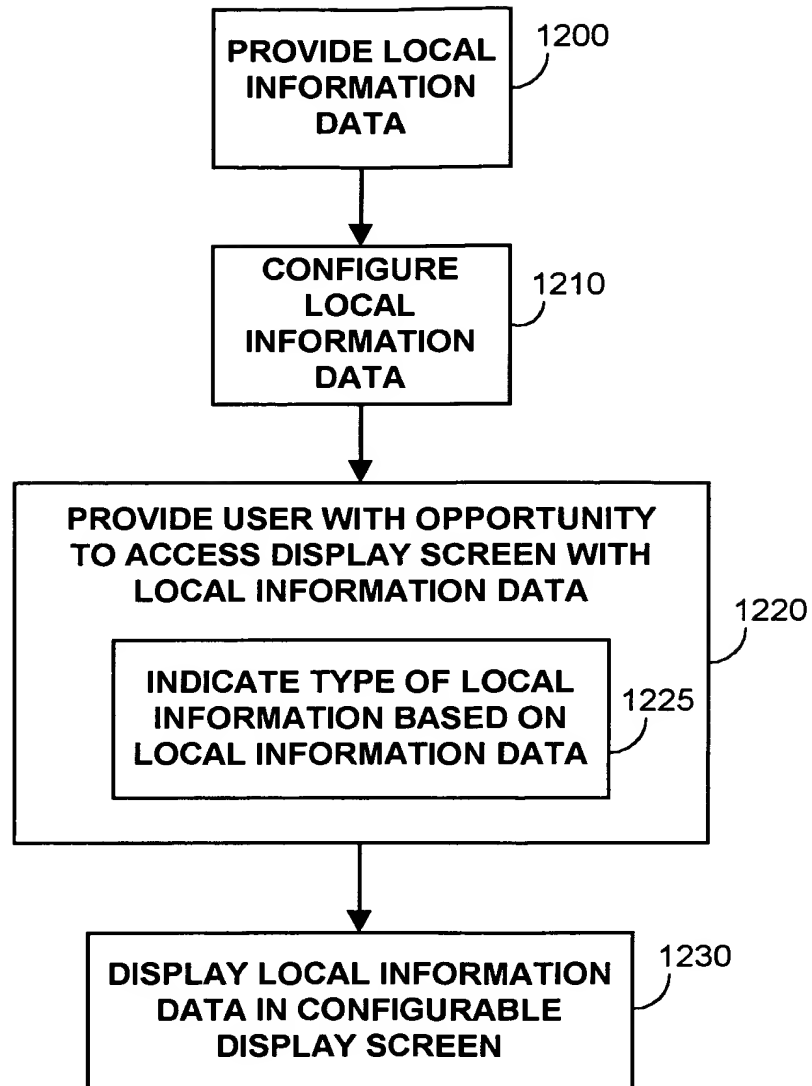 PROVIDE LOCAL
INFORMATION
DATA
1200
CONFIGURE
LOCAL
INFORMATION
DATA
1210
PROVIDE USER WITH OPPORTUNITY
TO ACCESS DISPLAY SCREEN WITH
LOCAL INFORMATION DATA
1220
INDICATE TYPE OF LOCAL
INFORMATION BASED ON
LOCAL INFORMATION DATA
1225
DISPLAY LOCAL INFORMATION
DATA IN CONFIGURABLE
DISPLAY SCREEN
1230